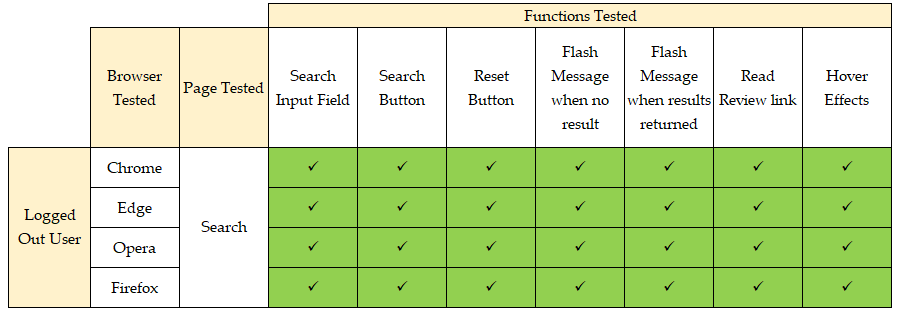 Functions Tested
Browser
Tested
Page Tested
Search
Input Field
Search
Button
Reset
Button
Flash
Message
when no
result
Flash
Message
when results
returned
Read
Review link
Hover
Effects
Logged
Out User
Chrome
Search
✓ ✓ ✓ ✓ ✓ ✓ ✓
Edge
✓ ✓ ✓ ✓ ✓ ✓ ✓
Opera
✓ ✓ ✓ ✓ ✓ ✓ ✓
Firefox
✓ ✓ ✓ ✓ ✓ ✓ ✓